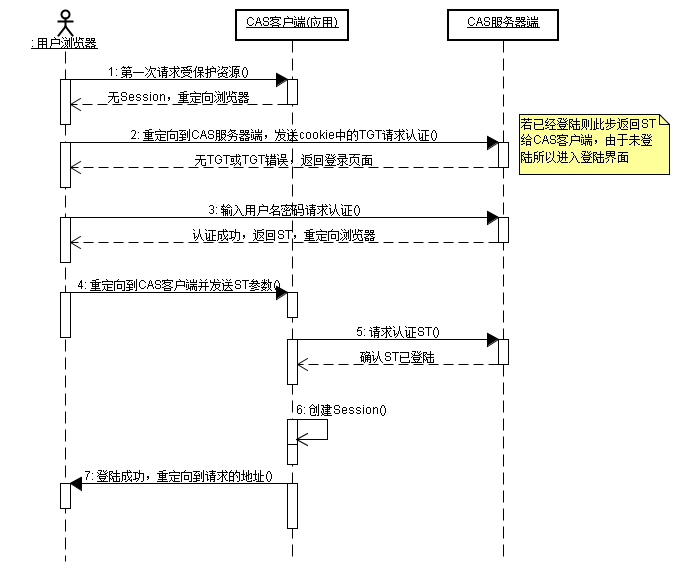 CAS客户端(应用)
CAS服务器端
: 用户浏览器
1: 第一次请求受保护资源()
无Session，重定向浏览器
2: 重定向到CAS服务器端，发送cookie中的TGT请求认证()
无TGT或TGT错误，返回登录页面
若已经登陆则此步返回ST
给CAS客户端，由于未登
陆所以进入登陆界面
3: 输入用户名密码请求认证()
认证成功，返回ST，重定向浏览器
4: 重定向到CAS客户端并发送ST参数()
5: 请求认证ST()
确认ST已登陆
6: 创建Session()
7: 登陆成功，重定向到请求的地址()